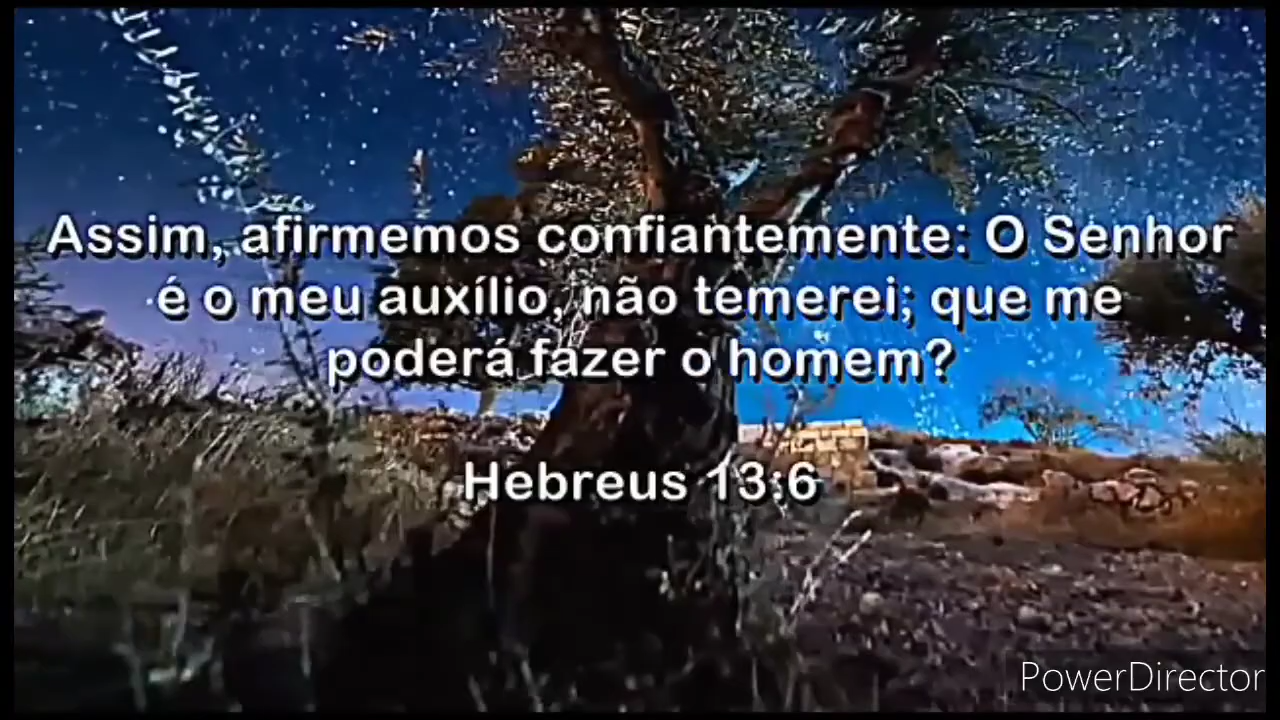 Assim, afirmemos confiantemente: O Senhor
é o meu auxílio, não temerei; que me
poderá fazer o homem?
Hebreus 13:6
PowerDirector